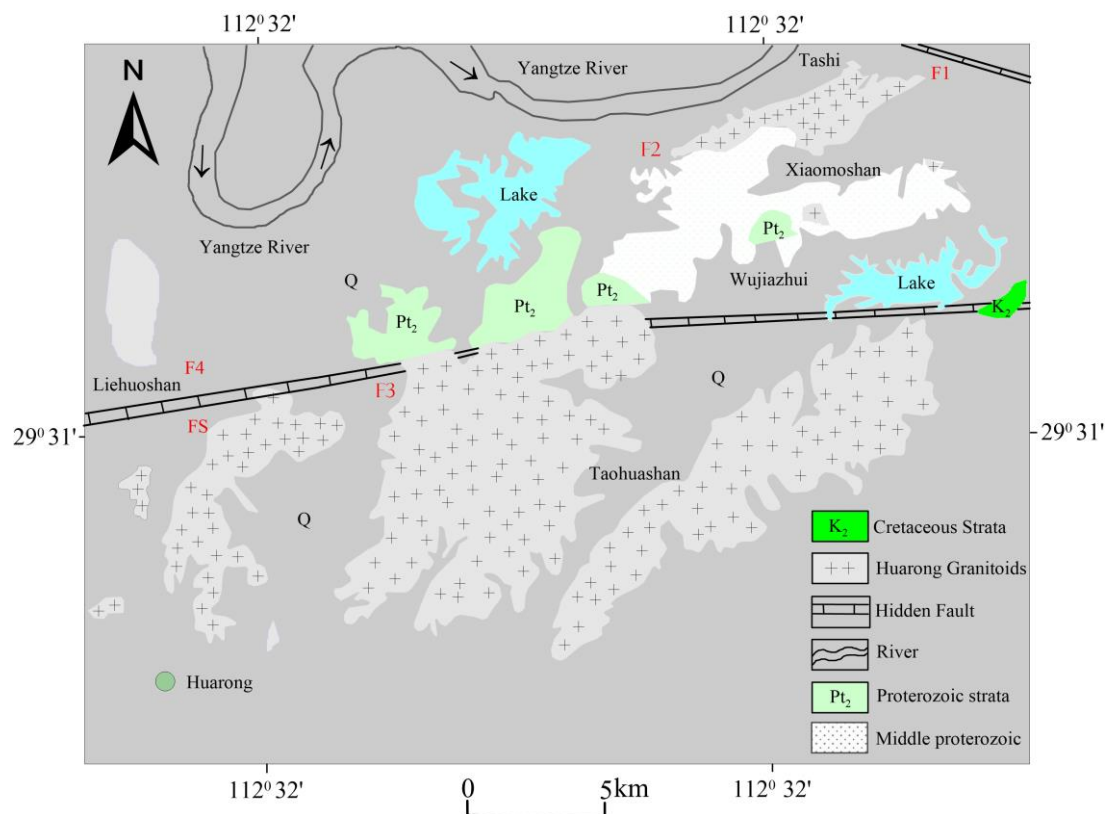 112⁰ 32'
112⁰ 32'
N
Yangtze River
Tashi
F1
F2
Xiaomoshan
Lake
Pt₂
Yangtze River
Wujiazhui
Q
Lake
Pt₂
Pt₂
Pt₂
K₂
F4
Liehuoshan
F3
Q
FS
29⁰ 31'
29⁰ 31'
Taohuashan
Q
K₂ Cretaceous Strata
Huarong Granitoids
Hidden Fault
River
Huarong
Pt₂ Proterozoic strata
Middle proterozoic
112⁰ 32'
0 5km
112⁰ 32'